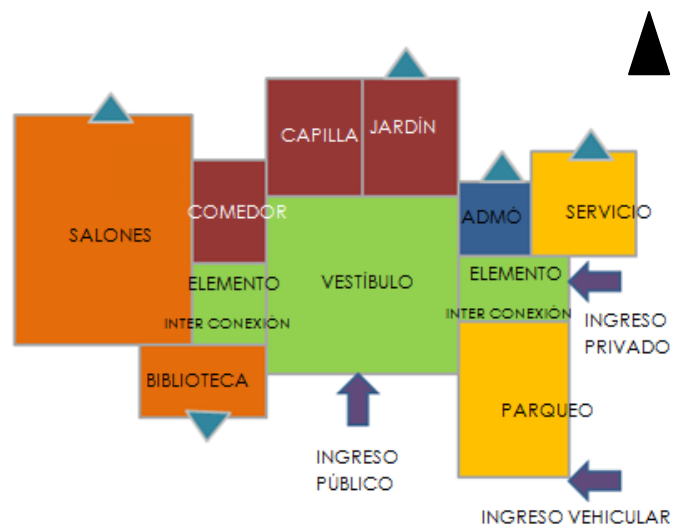 CAPILLA
JARDÍN
COMEDOR
SALONES
ADMÓ
SERVICIO
ELEMENTO
INTER CONEXIÓN
VESTÍBULO
ELEMENTO
INTER CONEXIÓN
INGRESO
PRIVADO
BIBLIOTECA
PARQUEO
INGRESO
PÚBLICO
INGRESO VEHICULAR